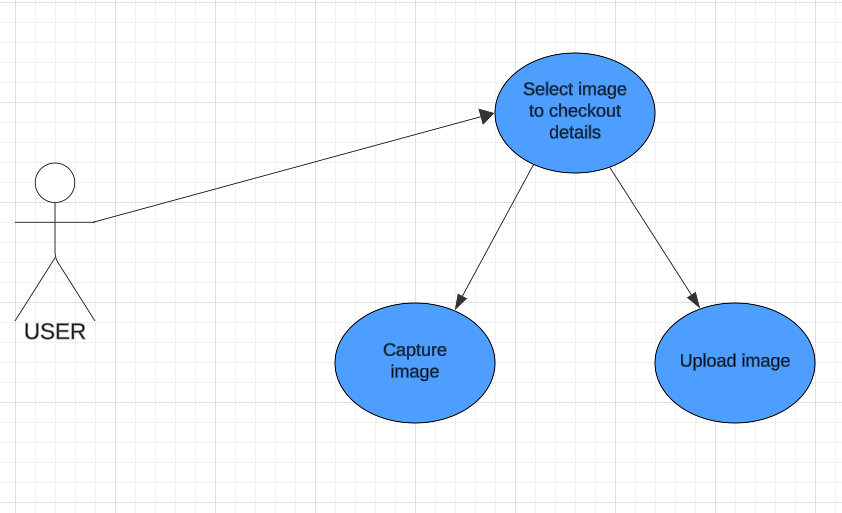 Select image
to checkout
details
USER
Capture
image
Upload image